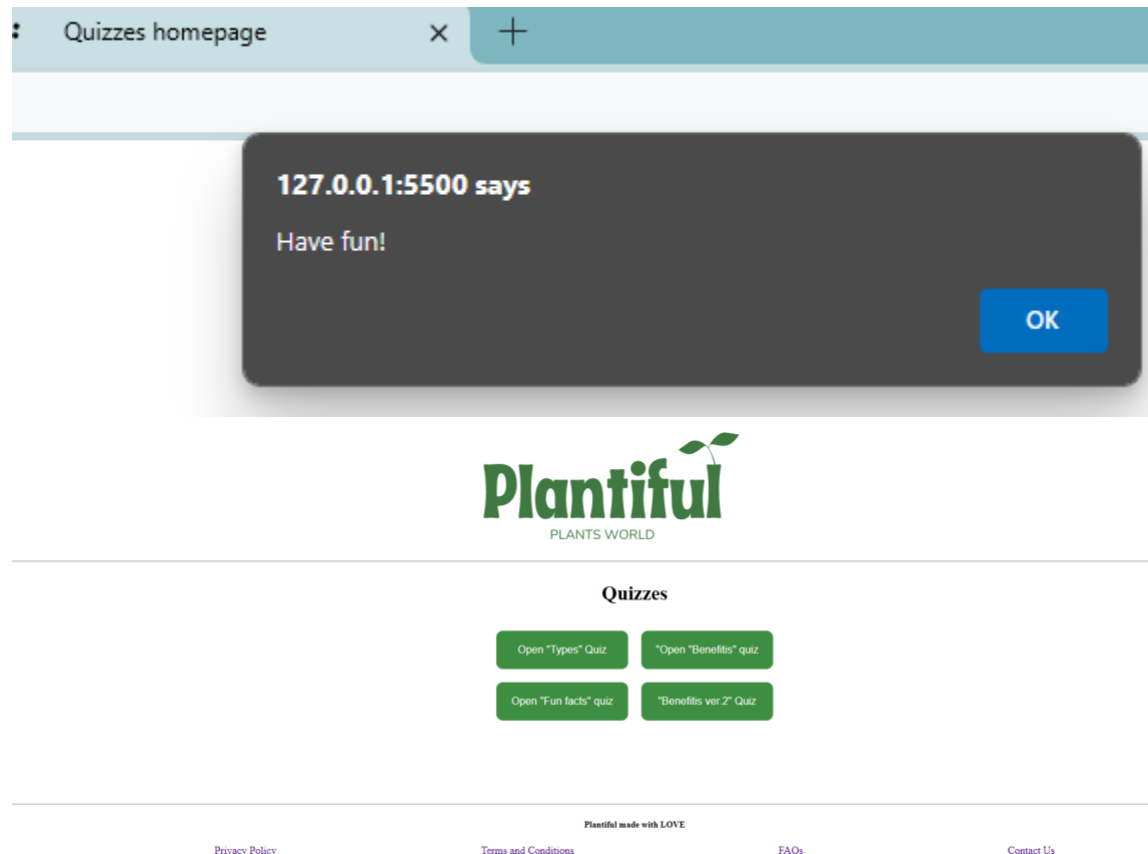 Quizzes homepage
127.0.0.1:5500 says
Have fun!
OK
Plantiful
PLANTS WORLD
Quizzes
Open "Types" Quiz "Open "Benefitis" quiz
Open "Fun facts" quiz "Benefitis ver.2" Quiz
Plantiful made with LOVE
Privacy Policy Terms and Conditions FAQs Contact Us